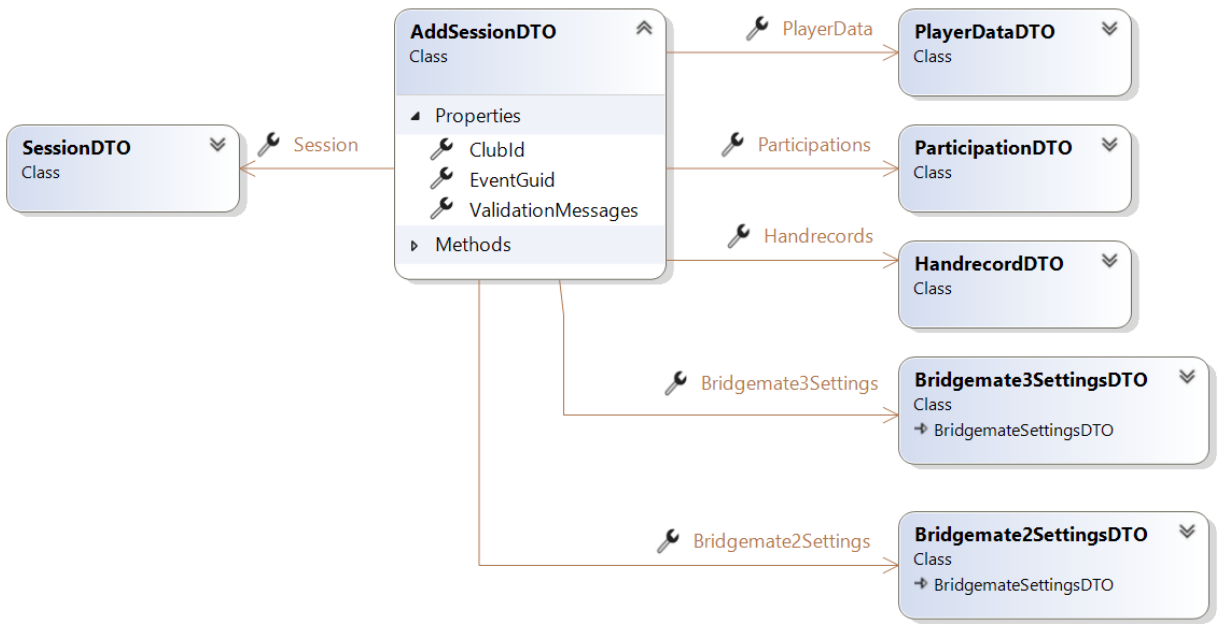 AddSessionDTO
Class
Properties
ClubId
EventGuid
ValidationMessages
Methods
Session
SessionDTO
Class
PlayerData
PlayerDataDTO
Class
Participations
ParticipationDTO
Class
Handrecords
HandrecordDTO
Class
Bridgemate3Settings
Bridgemate3SettingsDTO
Class
BridgemateSettingsDTO
Bridgemate2Settings
Bridgemate2SettingsDTO
Class
BridgemateSettingsDTO